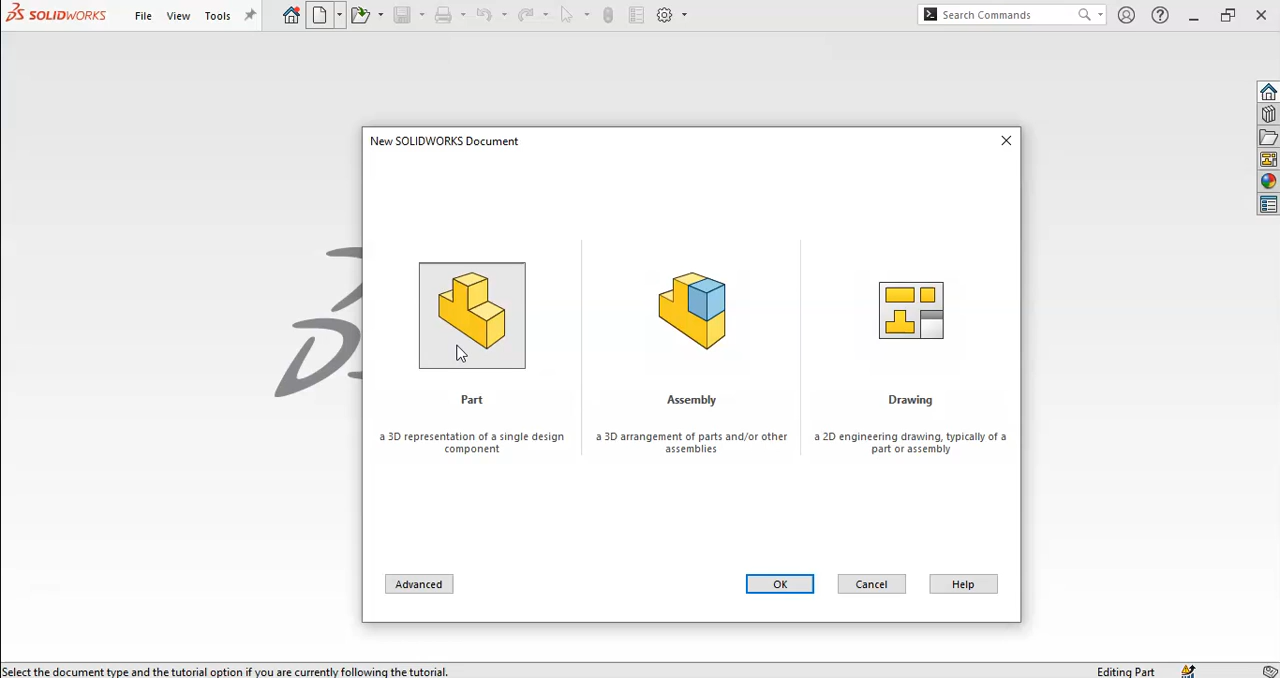 SOLIDWORKS File View Tools Search Commands
New SOLIDWORKS Document
Part Assembly Drawing
a 3D representation of a single design component
a 3D arrangement of parts and/or other assemblies
a 2D engineering drawing, typically of a part or assembly
Advanced OK Cancel Help
Select the document type and the tutorial option if you are currently following the tutorial. Editing Part